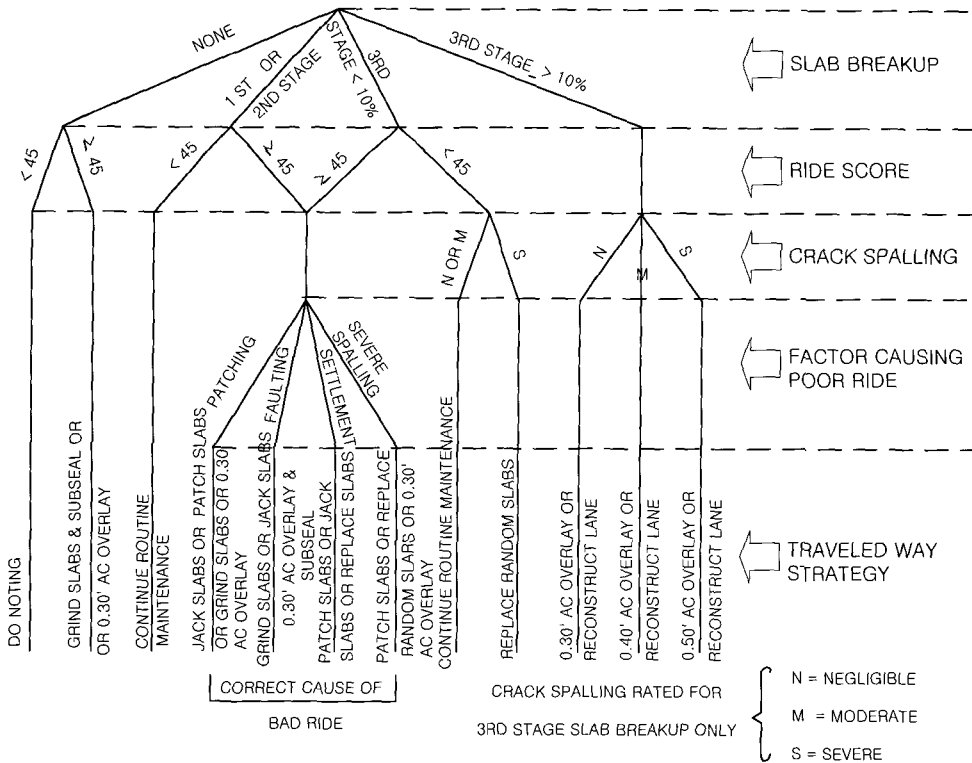 NONE
1 ST OR
2ND STAGE
3RD
STAGE < 10%
3RD STAGE > 10%
SLAB BREAKUP
< 45
≥ 45
< 45
≥ 45
≥ 45
< 45
RIDE SCORE
N OR M
S
N
M
S
CRACK SPALLING
PATCHING
FAULTING
SETTLEMENT
SEVERE
SPALLING
FACTOR CAUSING
POOR RIDE
DO NOTING
GRIND SLABS & SUBSEAL OR
OR 0.30' AC OVERLAY
CONTINUE ROUTINE
MAINTENANCE
JACK SLABS OR PATCH SLABS
OR GRIND SLABS OR 0.30
AC OVERLAY
GRIND SLABS OR JACK SLABS
0.30' AC OVERLAY &
SUBSEAL
PATCH SLABS OR JACK
SLABS OR REPLACE SLABS
PATCH SLABS OR REPLACE
RANDOM SLARS OR 0.30'
AC OVERLAY
CONTINUE ROUTINE MAINTENANCE
REPLACE RANDOM SLABS
0.30' AC OVERLAY OR
RECONSTRUCT LANE
0.40' AC OVERLAY OR
RECONSTRUCT LANE
0.50' AC OVERLAY OR
RECONSTRUCT LANE
TRAVELED WAY
STRATEGY
CORRECT CAUSE OF
BAD RIDE
CRACK SPALLING RATED FOR
3RD STAGE SLAB BREAKUP ONLY
N = NEGLIGIBLE
M = MODERATE
S = SEVERE